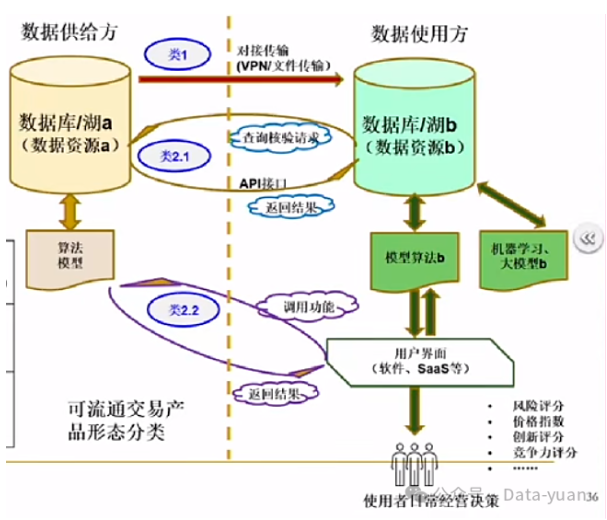 数据供给方
数据使用方
类1
对接传输
(VPN/文件传输）
数据库/湖a
（数据资源a）
数据库/湖b
（数据资源b）
查询核验请求
类2.1
API接口
返回结果
算法
模型
模型算法b
机器学习、
大模型b
类2.2
调用功能
用户界面
（软件、SaaS等）
返回结果
可流通交易产
品形态分类
• 风险评分
• 价格指数
• 创新评分
• 竞争力评分
• ……
公众号 · Data-yuan
36
使用者日常经营决策